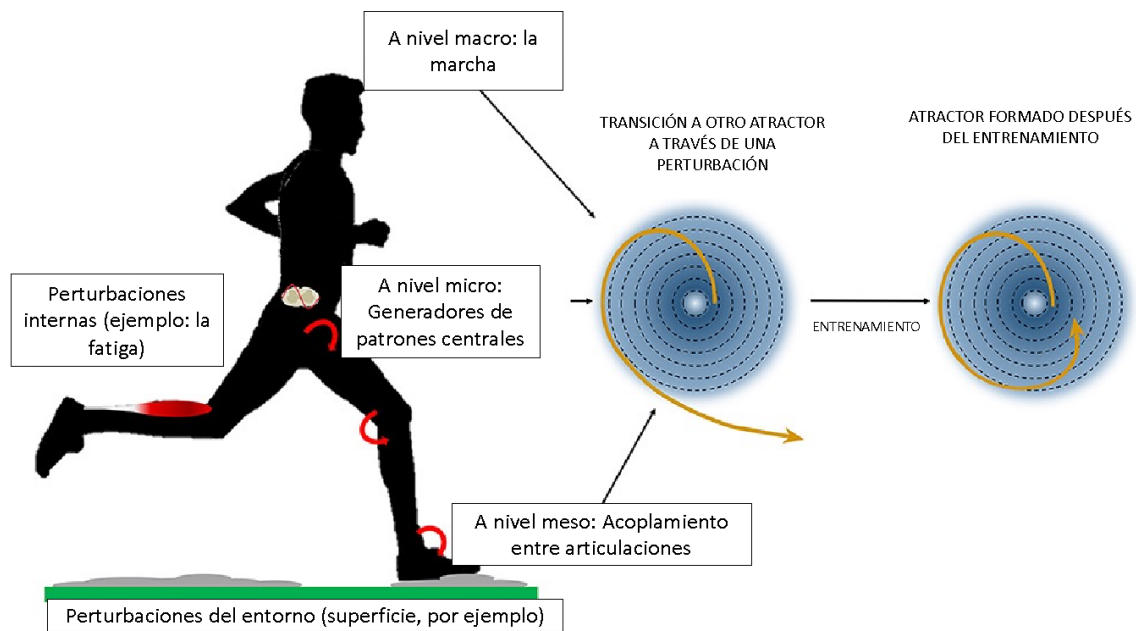 A nivel macro: la
marcha
TRANSICIÓN A OTRO ATRACTOR
A TRAVÉS DE UNA
PERTURBACIÓN
ATRACTOR FORMADO DESPUÉS
DEL ENTRENAMIENTO
Perturbaciones
internas (ejemplo: la
fatiga)
A nivel micro:
Generadores de
patrones centrales
ENTRENAMIENTO
A nivel meso: Acoplamiento
entre articulaciones
Perturbaciones del entorno (superficie, por ejemplo)